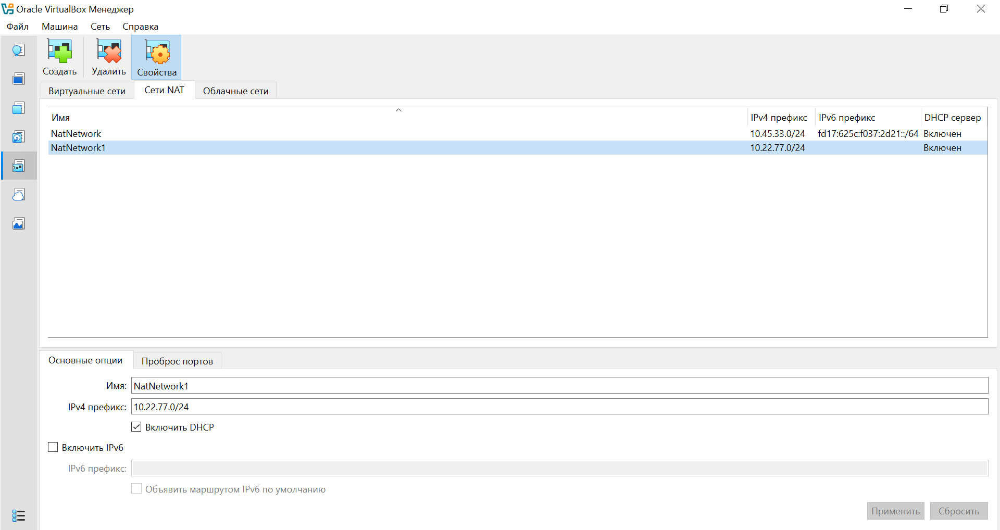 Oracle VirtualBox Менеджер
Файл Машина Сеть Справка
Создать Удалить Свойства
Виртуальные сети Сети NAT Облачные сети
Имя IPv4 префикс IPv6 префикс DHCP сервер
NatNetwork 10.45.33.0/24 fd17:625c:f037:2d21::/64 Включен
NatNetwork1 10.22.77.0/24 Включен
Основные опции Проброс портов
Имя: NatNetwork1
IPv4 префикс: 10.22.77.0/24
Включить DHCP
Включить IPv6
IPv6 префикс:
Объявить маршрутом IPv6 по умолчанию
Применить Сбросить